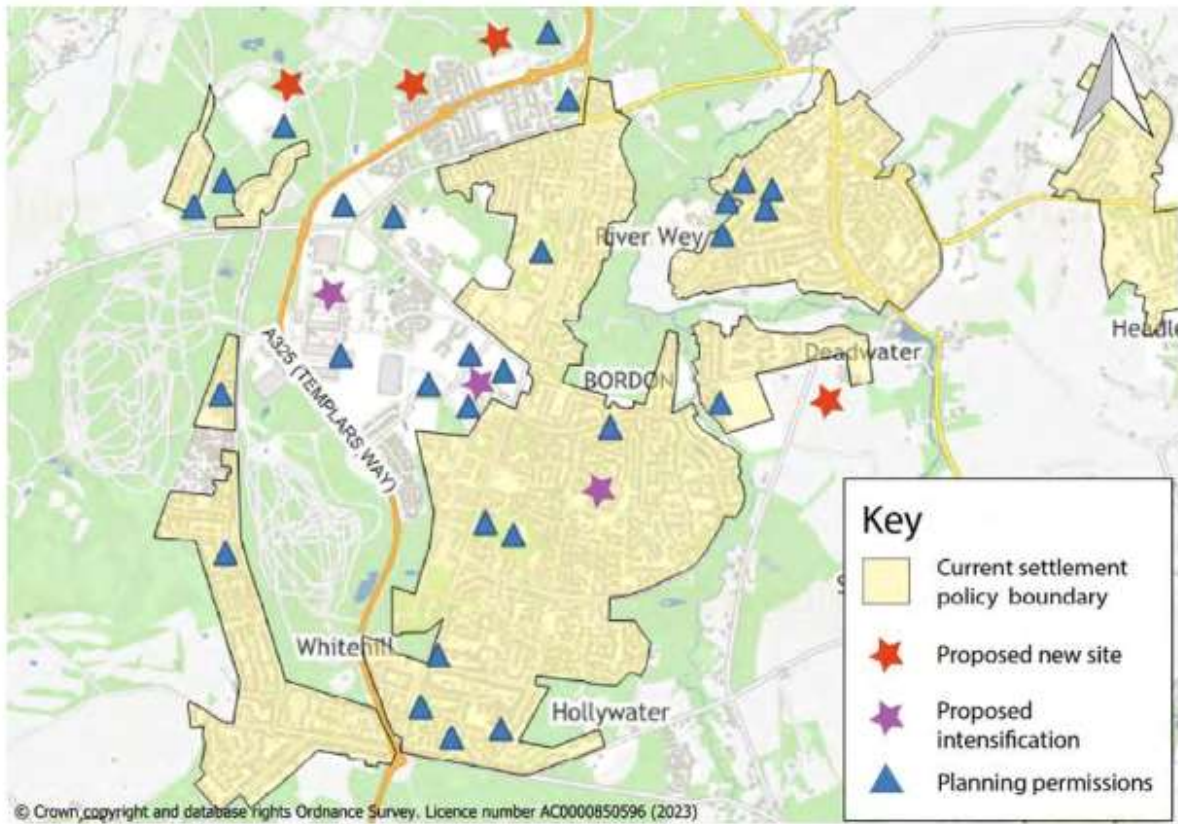 River Wey
A325 (TEMPLARS WAY)
Deadwater
BORDON
Whitehill
Hollywater
Key
Current settlement
policy boundary
Proposed new site
Proposed
intensification
Planning permissions
© Crown copyright and database rights Ordnance Survey. Licence number AC0000850596 (2023)